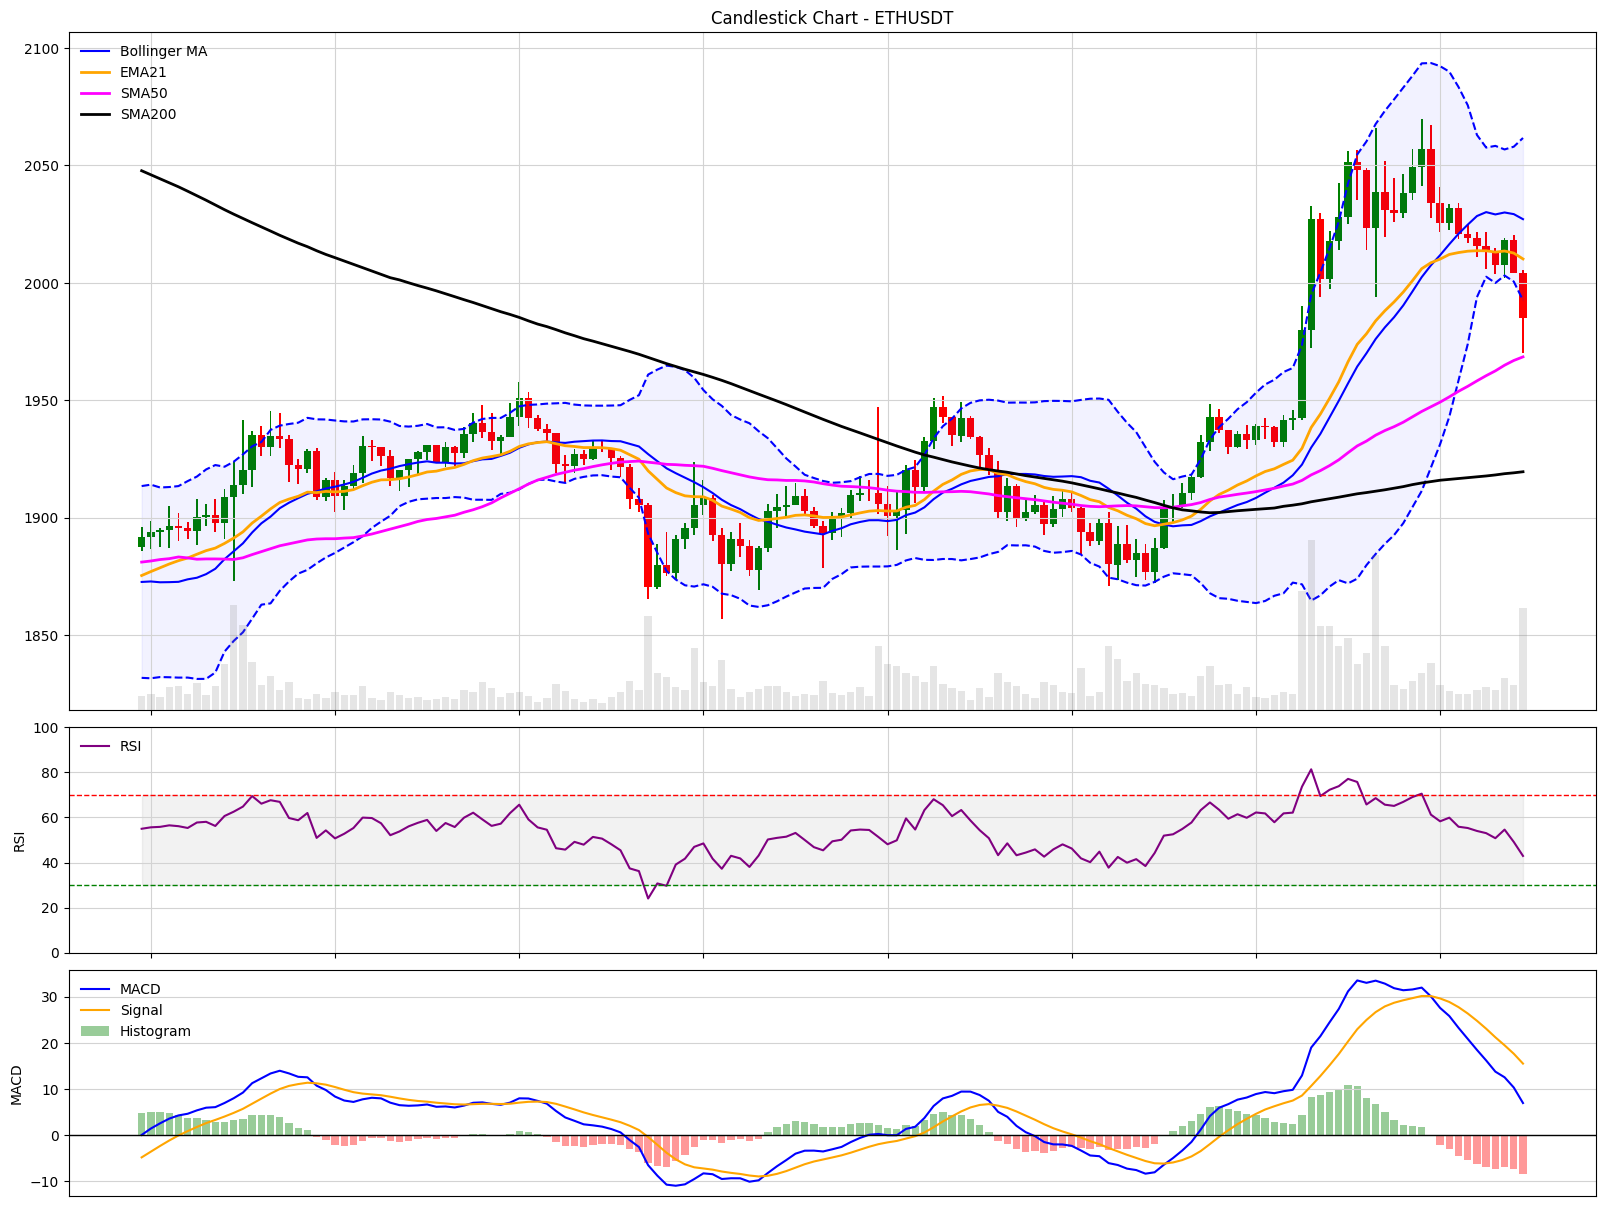 Candlestick Chart - ETHUSDT
Bollinger MA
EMA21
SMA50
SMA200
2100
2050
2000
1950
1900
1850
RSI
100
80
60
40
20
0
RSI
MACD
Signal
Histogram
30
20
10
0
−10
MACD